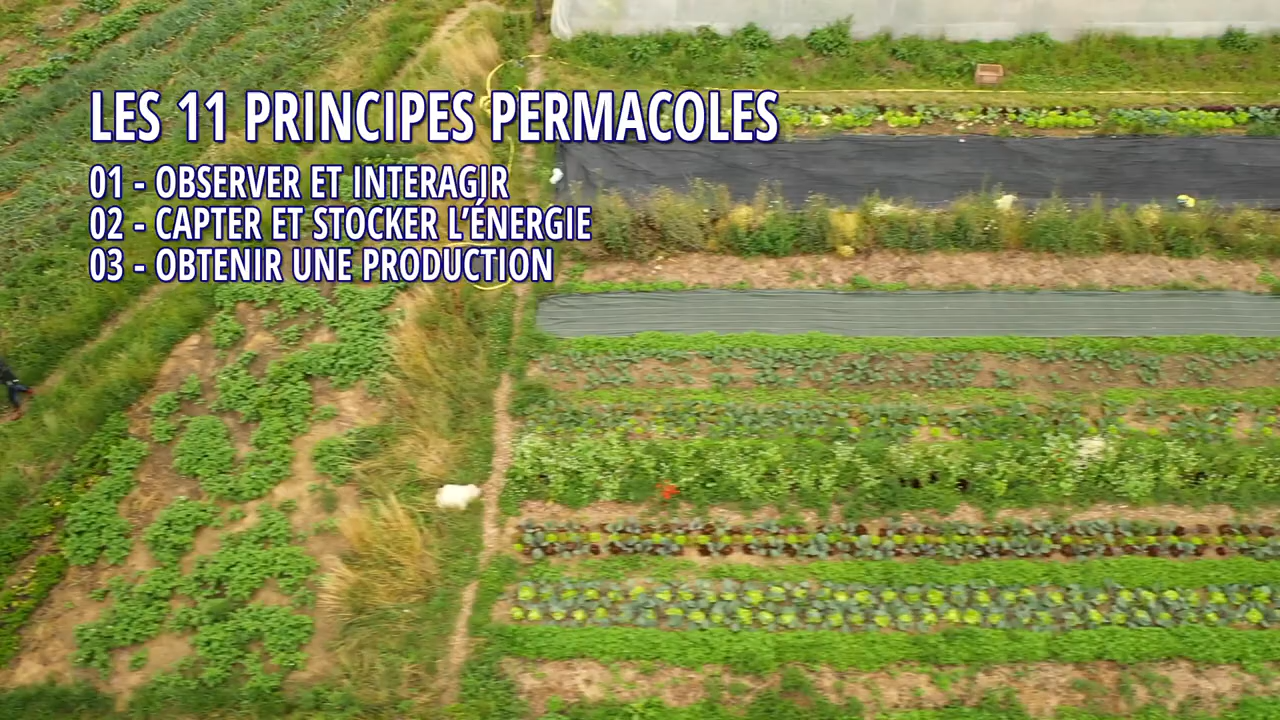 LES 11 PRINCIPES PERMACOLES
01 - OBSERVER ET INTERAGIR
02 - CAPTER ET STOCKER L’ÉNERGIE
03 - OBTENIR UNE PRODUCTION